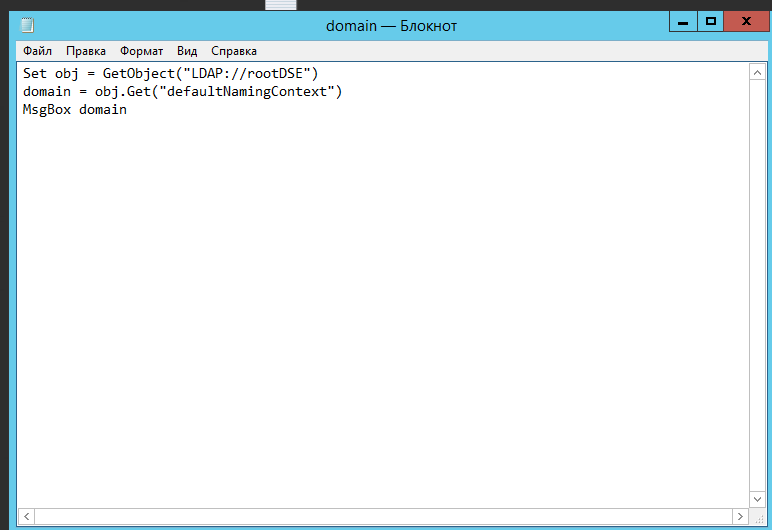 domain — Блокнот
Файл Правка Формат Вид Справка
Set obj = GetObject("LDAP://rootDSE")
domain = obj.Get("defaultNamingContext")
MsgBox domain